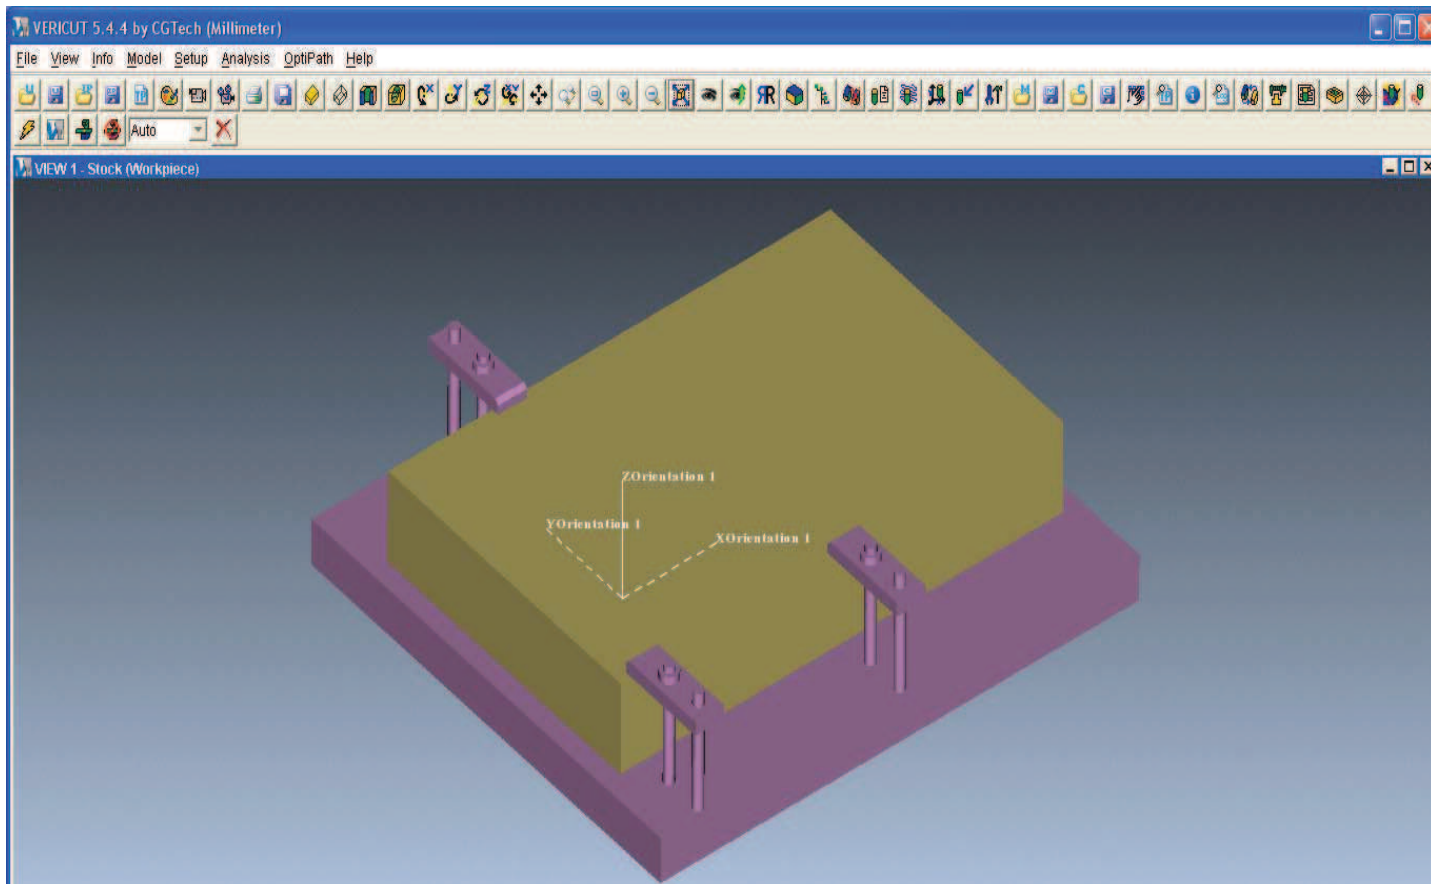 VERICUT 5.4.4 by CGTech (Millimeter)
File View Info Model Setup Analysis OptiPath Help
Auto
VIEW 1 - Stock (Workpiece)
ZOrientation 1
YOrientation 1
XOrientation 1